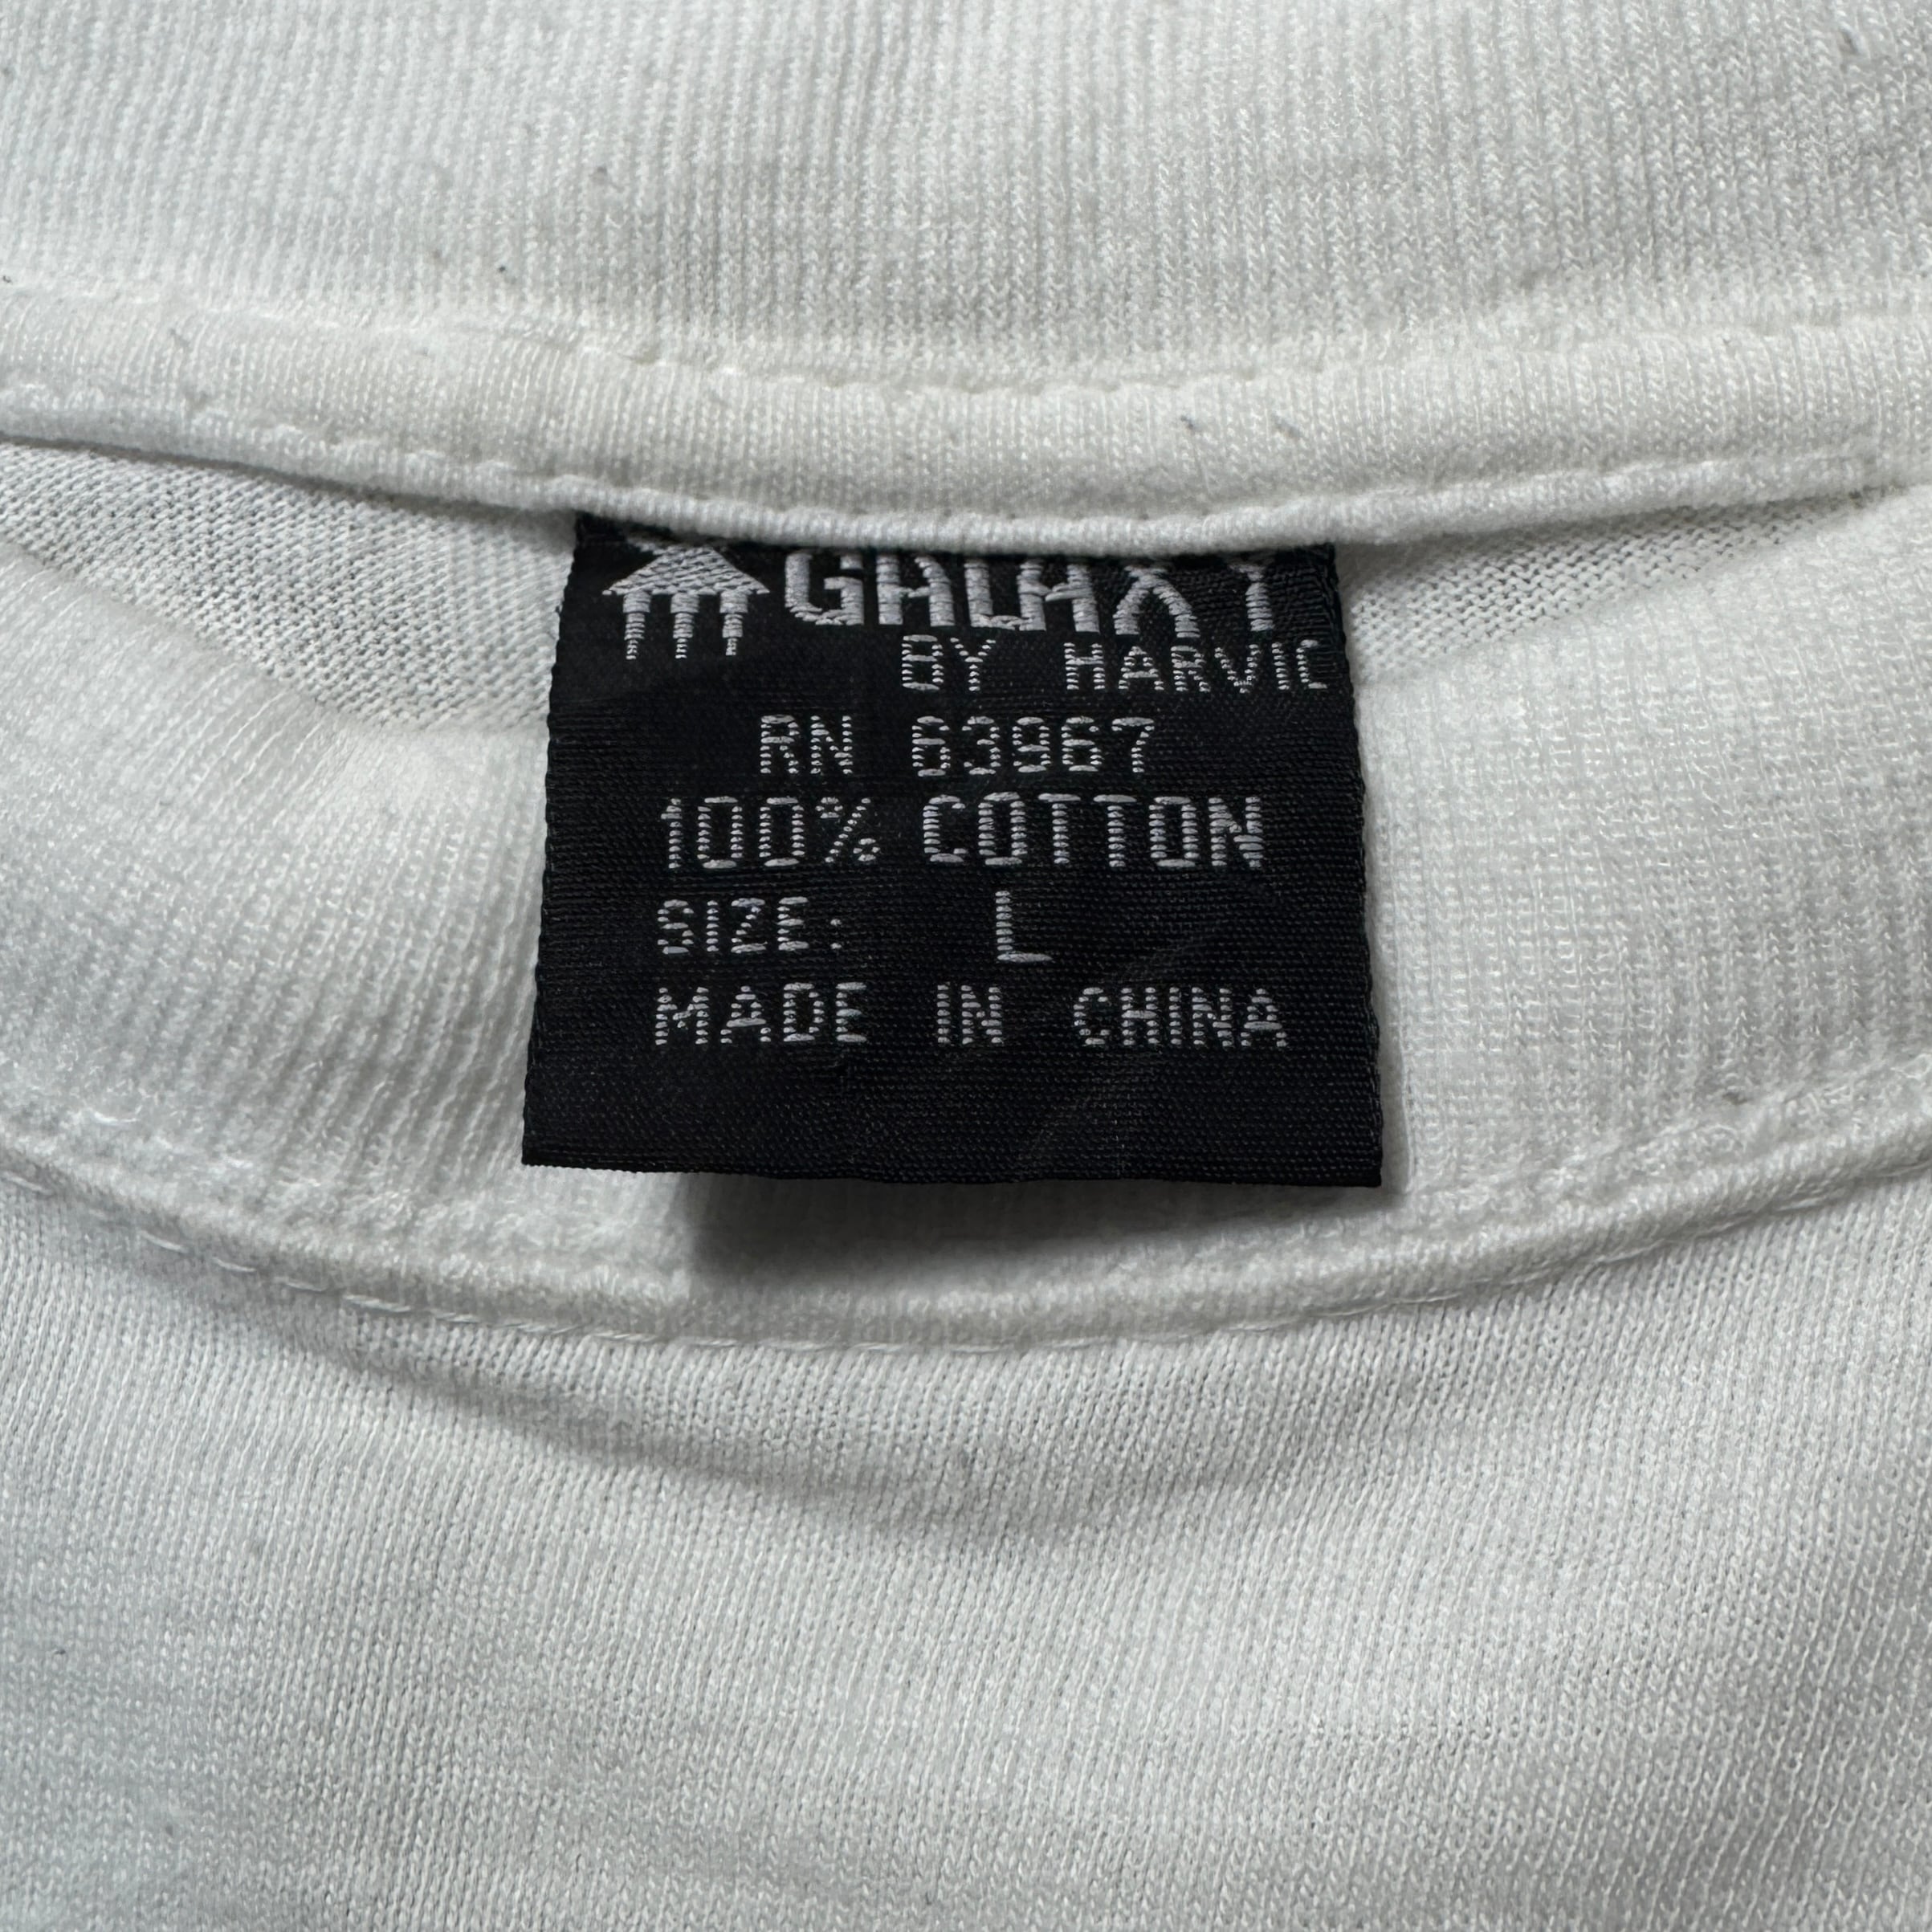 GALAXY
BY HARVIC
RN 63967
100% COTTON
SIZE: L
MADE IN CHINA